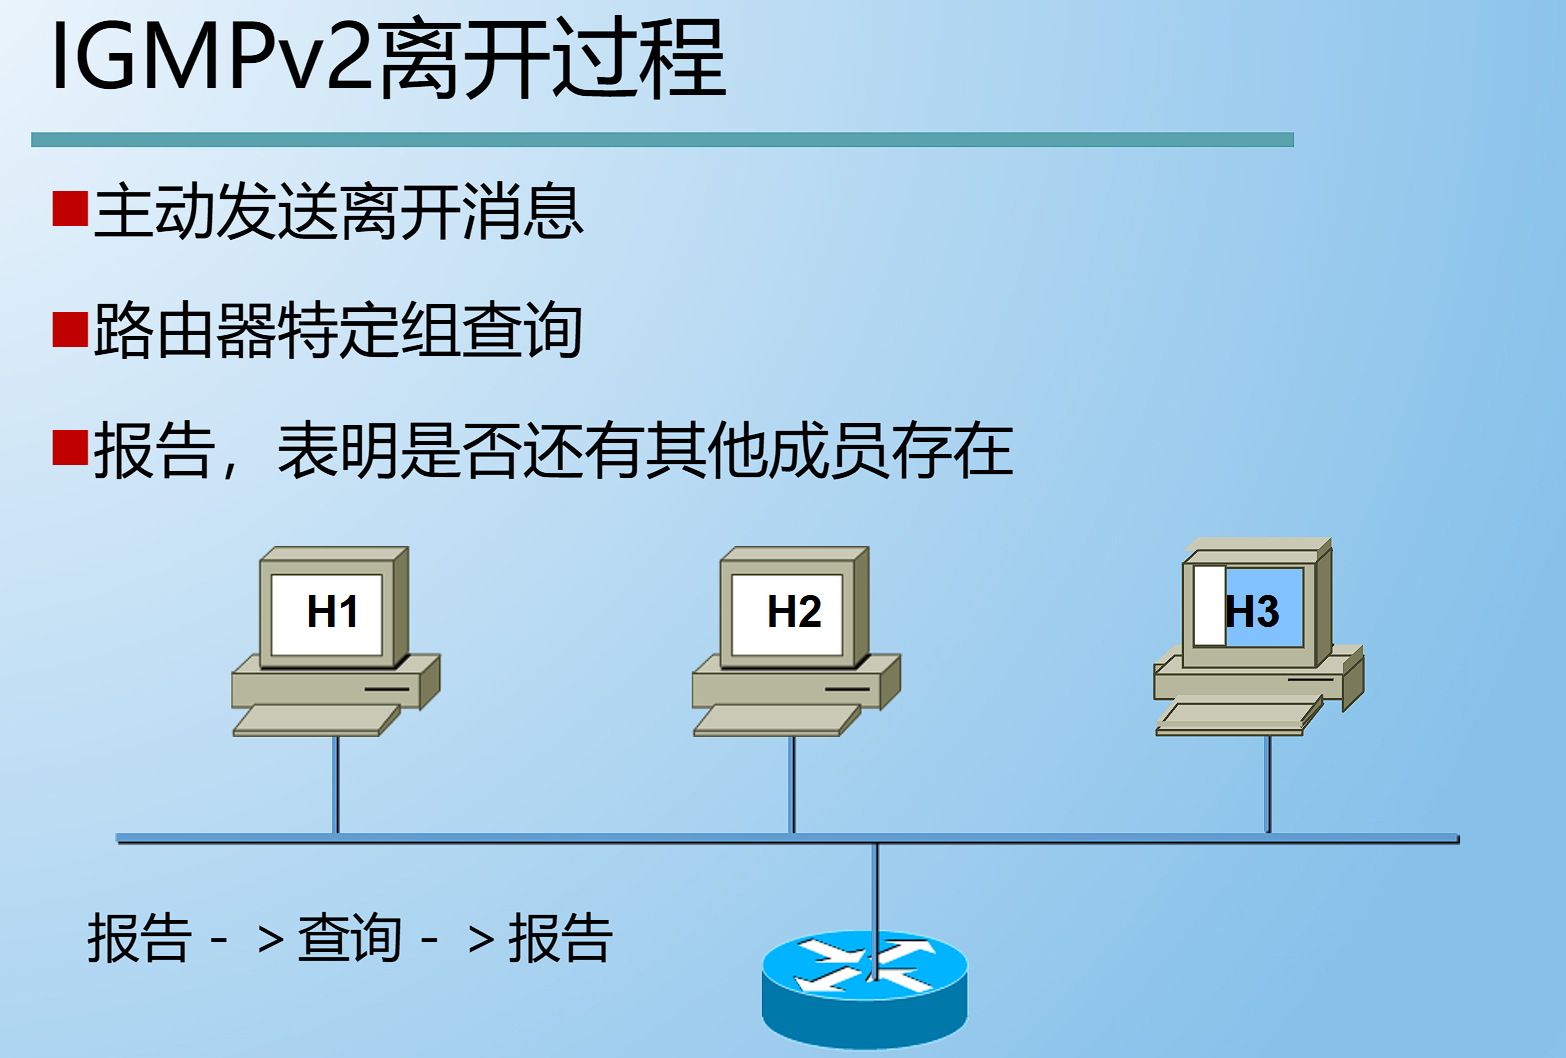 IGMPv2离开过程
主动发送离开消息
路由器特定组查询
报告，表明是否还有其他成员存在
H1
H2
H3
报告－＞查询－＞报告